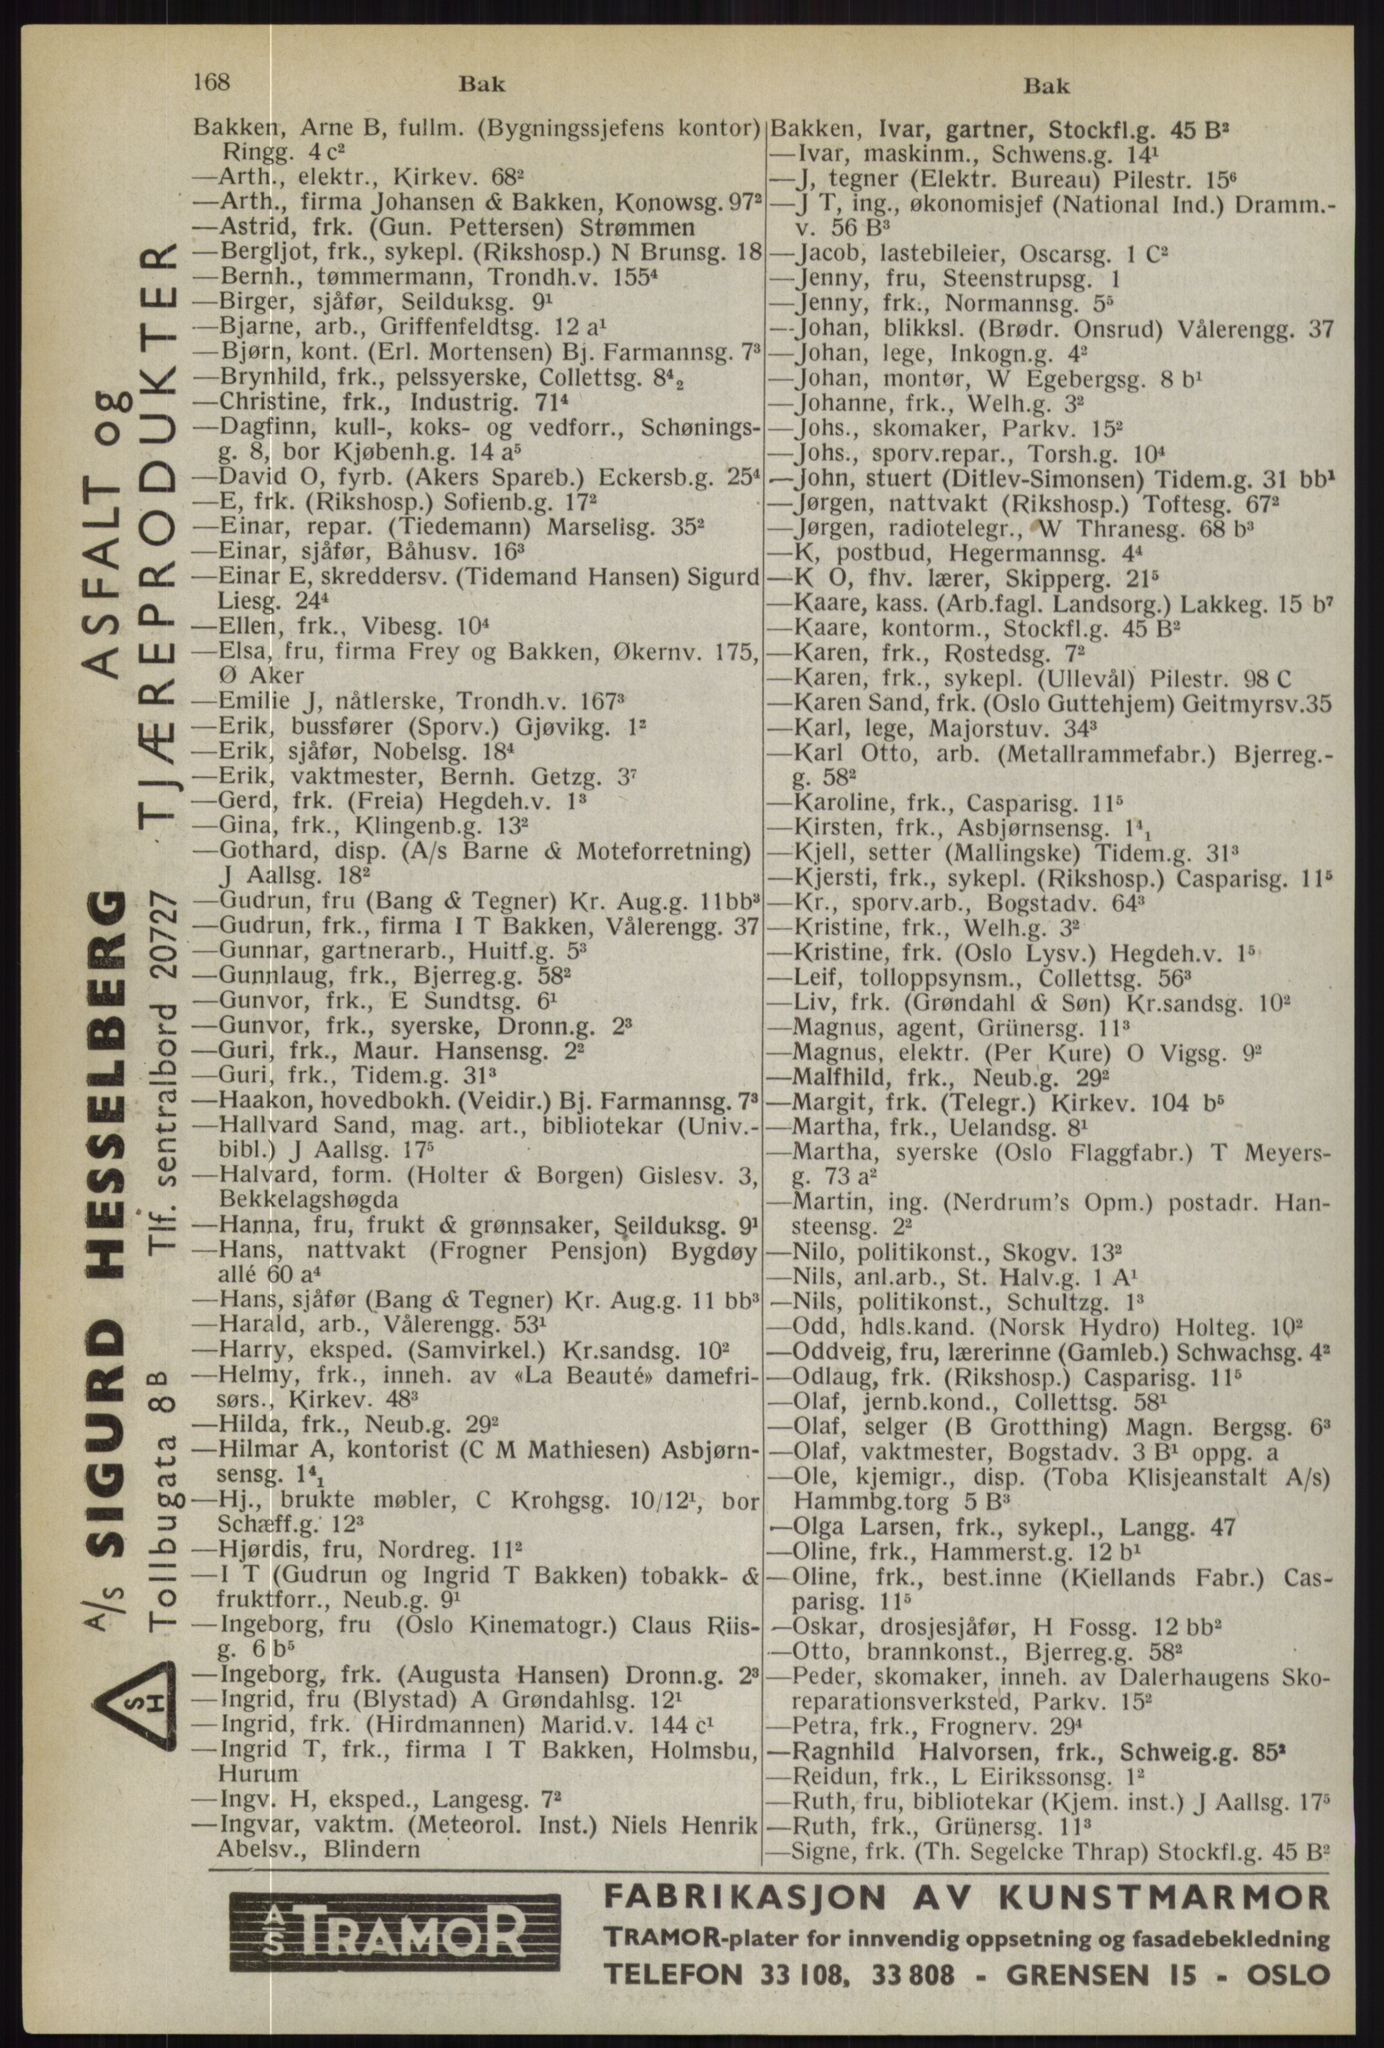 168
Bak
Bak
Bakken, Arne B, fullm. (Bygningssjefens kontor)
Ringg. 4 c²
—Arth., elektr., Kirkev. 68²
—Arth., firma Johansen & Bakken, Konowsg. 97²
—Astrid, frk. (Gun. Pettersen) Strømmen
—Bergljot, frk., sykepl. (Rikshosp.) N Brunsg. 18
—Bernh., tømmermann, Trondh.v. 155⁴
—Birger, sjåfør, Seilduksg. 9¹
—Bjarne, arb., Griffenfeldtsg. 12 a¹
—Bjørn, kont. (Erl. Mortensen) Bj. Farmannsg. 7³
—Brynhild, frk., pelssyerske, Collettsg. 8⁴₂
—Christine, frk., Industrig. 71⁴
—Dagfinn, kull-, koks- og vedforr., Schønings-
g. 8, bor Kjøbenh.g. 14 a⁵
—David O, fyrb. (Akers Spareb.) Eckersb.g. 25⁴
—E, frk. (Rikshosp.) Sofienb.g. 17²
—Einar, repar. (Tiedemann) Marselisg. 35²
—Einar, sjåfør, Båhusv. 16³
—Einar E, skreddersv. (Tidemand Hansen) Sigurd
Liesg. 24⁴
—Ellen, frk., Vibesg. 10⁴
—Elsa, fru, firma Frey og Bakken, Økernv. 175,
Ø Aker
—Emilie J, nåtlerske, Trondh.v. 167³
—Erik, bussfører (Sporv.) Gjøvikg. 1²
—Erik, sjåfør, Nobelsg. 18⁴
—Erik, vaktmester, Bernh. Getzg. 3⁷
—Gerd, frk. (Freia) Hegdeh.v. 1³
—Gina, frk., Klingenb.g. 13²
—Gothard, disp. (A/s Barne & Moteforretning)
J Aallsg. 18²
—Gudrun, fru (Bang & Tegner) Kr. Aug.g. 11bb³
—Gudrun, frk., firma I T Bakken, Vålerengg. 37
—Gunnar, gartnerarb., Huitf.g. 5³
—Gunnlaug, frk., Bjerreg.g. 58²
—Gunvor, frk., E Sundtsg. 6¹
—Gunvor, frk., syerske, Dronn.g. 2³
—Guri, frk., Maur. Hansensg. 2²
—Guri, frk., Tidem.g. 31³
—Haakon, hovedbokh. (Veidir.) Bj. Farmannsg. 7³
—Hallvard Sand, mag. art., bibliotekar (Univ.-
bibl.) J Aallsg. 17⁵
—Halvard, form. (Holter & Borgen) Gislesv. 3,
Bekkelagshøgda
—Hanna, fru, frukt & grønnsaker, Seilduksg. 9¹
—Hans, nattvakt (Frogner Pensjon) Bygdøy
allé 60 a⁴
—Hans, sjåfør (Bang & Tegner) Kr. Aug.g. 11 bb³
—Harald, arb., Vålerengg. 53¹
—Harry, eksped. (Samvirkel.) Kr.sandsg. 10²
—Helmy, frk., inneh. av «La Beauté» damefri-
sørs., Kirkev. 48³
—Hilda, frk., Neub.g. 29²
—Hilmar A, kontorist (C M Mathiesen) Asbjørn-
sensg. 1⁴₁
—Hj., brukte møbler, C Krohgsg. 10/12¹, bor
Schæff.g. 12³
—Hjørdis, fru, Nordreg. 11²
—I T (Gudrun og Ingrid T Bakken) tobakk- &
fruktforr., Neub.g. 9¹
—Ingeborg, fru (Oslo Kinematogr.) Claus Riis-
g. 6 b⁵
—Ingeborg, frk. (Augusta Hansen) Dronn.g. 2³
—Ingrid, fru (Blystad) A Grøndahlsg. 12¹
—Ingrid, frk. (Hirdmannen) Marid.v. 144 c¹
—Ingrid T, frk., firma I T Bakken, Holmsbu,
Hurum
—Ingv. H, eksped., Langesg. 7²
—Ingvar, vaktm. (Meteorol. Inst.) Niels Henrik
Abelsv., Blindern
Bakken, Ivar, gartner, Stockfl.g. 45 B²
—Ivar, maskinm., Schwens.g. 14¹
—J, tegner (Elektr. Bureau) Pilestr. 15⁶
—J T, ing., økonomisjef (National Ind.) Dramm.-
v. 56 B³
—Jacob, lastebileier, Oscarsg. 1 C²
—Jenny, fru, Steenstrupsg. 1
—Jenny, frk., Normannsg. 5⁵
—Johan, blikksl. (Brødr. Onsrud) Vålerengg. 37
—Johan, lege, Inkogn.g. 4²
—Johan, montør, W Egebergsg. 8 b¹
—Johanne, frk., Welh.g. 3²
—Johs., skomaker, Parkv. 15²
—Johs., sporv.repar., Torsh.g. 10⁴
—John, stuert (Ditlev-Simonsen) Tidem.g. 31 bb¹
—Jørgen, nattvakt (Rikshosp.) Toftesg. 67²
—Jørgen, radiotelegr., W Thranesg. 68 b³
—K, postbud, Hegermannsg. 4⁴
—K O, fhv. lærer, Skipperg. 21⁵
—Kaare, kass. (Arb.fagl. Landsorg.) Lakkeg. 15 b⁷
—Kaare, kontorm., Stockfl.g. 45 B²
—Karen, frk., Rostedsg. 7²
—Karen, frk., sykepl. (Ullevål) Pilestr. 98 C
—Karen Sand, frk. (Oslo Guttehjem) Geitmyrsv.35
—Karl, lege, Majorstuv. 34³
—Karl Otto, arb. (Metallrammefabr.) Bjerreg.-
g. 58²
—Karoline, frk., Casparisg. 11⁵
—Kirsten, frk., Asbjørnsensg. 1⁴₁
—Kjell, setter (Mallingske) Tidem.g. 31³
—Kjersti, frk., sykepl. (Rikshosp.) Casparisg. 11⁵
—Kr., sporv.arb., Bogstadv. 64³
—Kristine, frk., Welh.g. 3²
—Kristine, frk. (Oslo Lysv.) Hegdeh.v. 1⁵
—Leif, tolloppsynsm., Collettsg. 56³
—Liv, frk. (Grøndahl & Søn) Kr.sandsg. 10²
—Magnus, agent, Grünersg. 11³
—Magnus, elektr. (Per Kure) O Vigsg. 9²
—Malfhild, frk., Neub.g. 29²
—Margit, frk. (Telegr.) Kirkev. 104 b⁵
—Martha, frk., Uelandsg. 8¹
—Martha, syerske (Oslo Flaggfabr.) T Meyers-
g. 73 a²
—Martin, ing. (Nerdrum's Opm.) postadr. Han-
steensg. 2²
—Nilo, politikonst., Skogv. 13²
—Nils, anl.arb., St. Halv.g. 1 A¹
—Nils, politikonst., Schultzg. 1³
—Odd, hdls.kand. (Norsk Hydro) Holteg. 10²
—Oddveig, fru, lærerinne (Gamleb.) Schwachsg. 4²
—Odlaug, frk. (Rikshosp.) Casparisg. 11⁵
—Olaf, jernb.kond., Collettsg. 58¹
—Olaf, selger (B Grotthing) Magn. Bergsg. 6³
—Olaf, vaktmester, Bogstadv. 3 B¹ oppg. a
—Ole, kjemigr., disp. (Toba Klisjeanstalt A/s)
Hammbg.torg 5 B³
—Olga Larsen, frk., sykepl., Langg. 47
—Oline, frk., Hammerst.g. 12 b¹
—Oline, frk., best.inne (Kiellands Fabr.) Cas-
parisg. 11⁵
—Oskar, drosjesjåfør, H Fossg. 12 bb²
—Otto, brannkonst., Bjerreg.g. 58²
—Peder, skomaker, inneh. av Dalerhaugens Sko-
reparationsverksted, Parkv. 15²
—Petra, frk., Frognerv. 29⁴
—Ragnhild Halvorsen, frk., Schweig.g. 85²
—Reidun, frk., L Eirikssonsg. 1²
—Ruth, fru, bibliotekar (Kjem. inst.) J Aallsg. 17⁵
—Ruth, frk., Grünersg. 11³
—Signe, frk. (Th. Segelcke Thrap) Stockfl.g. 45 B²
A/S SIGURD HESSELBERG
Tollbugata 8B Tlf. sentralbord 20727
ASFALT og
TJÆREPRODUKTER
SH
A/S TRAMOR
FABRIKASJON AV KUNSTMARMOR
TRAMOR-plater for innvendig oppsetning og fasadebekledning
TELEFON 33 108, 33 808 - GRENSEN 15 - OSLO